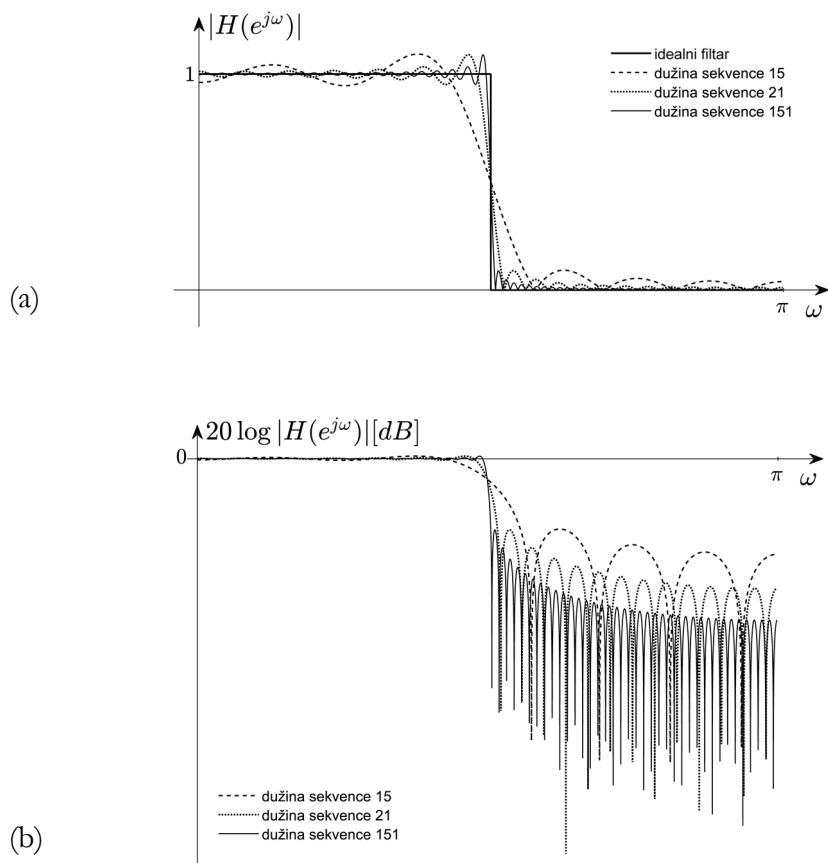 |H(e^{jω})|
idealni filtar
dužina sekvence 15
dužina sekvence 21
dužina sekvence 151
1
(a)
π ω
20 log |H(e^{jω})|[dB]
0
π ω
dužina sekvence 15
dužina sekvence 21
dužina sekvence 151
(b)